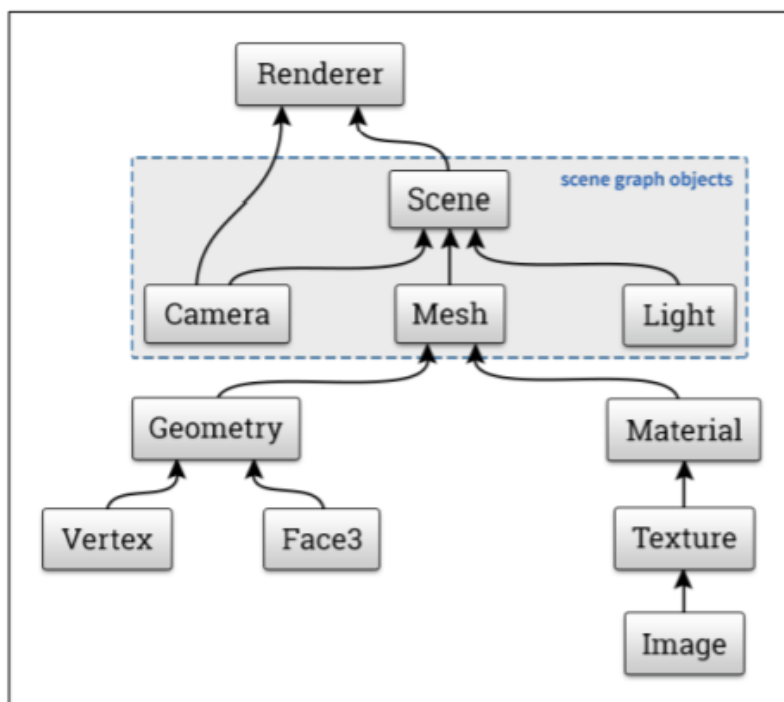 Renderer
scene graph objects
Scene
Camera
Mesh
Light
Geometry
Material
Vertex
Face3
Texture
Image